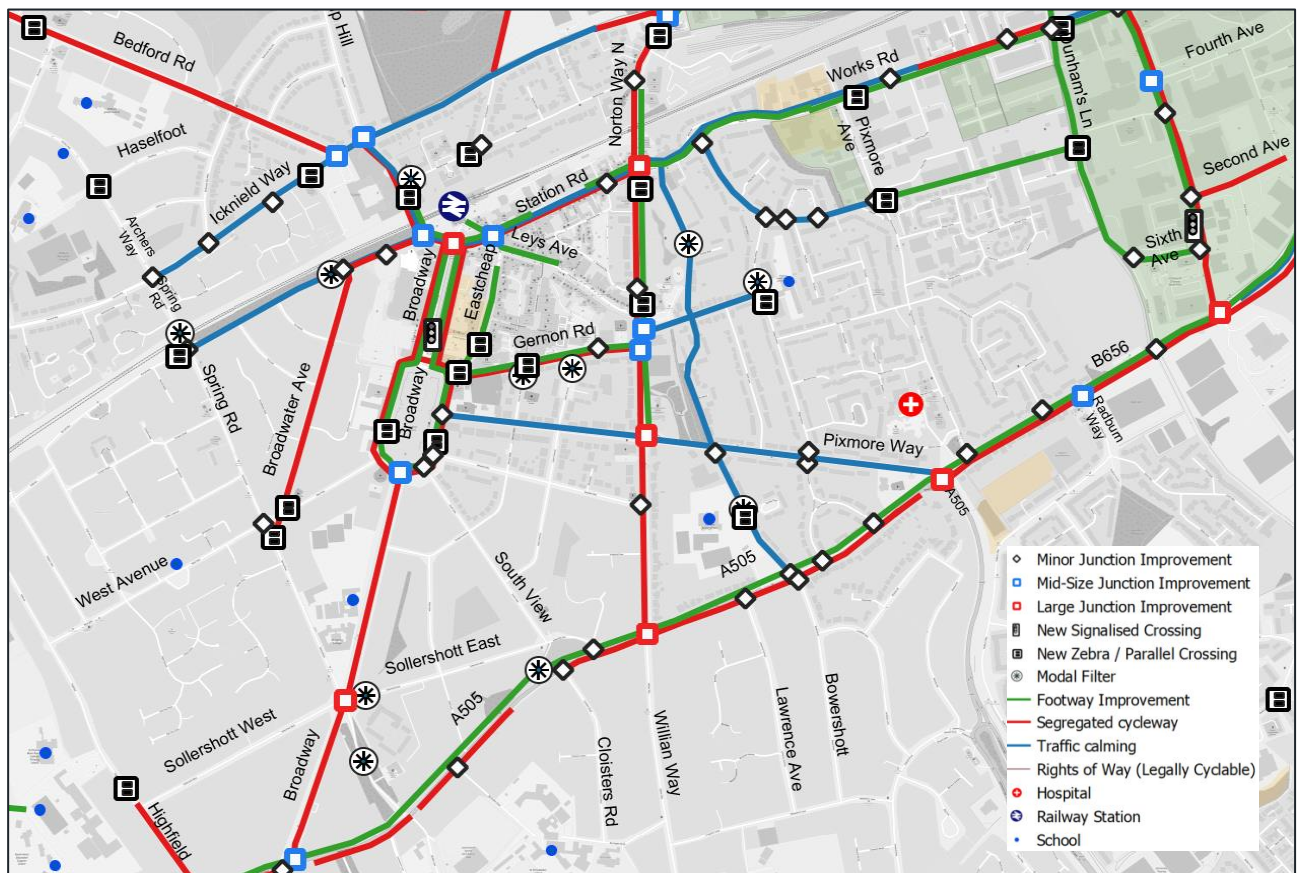 p Hill
Bedford Rd
Norton Way N
Works Rd
Dunham's Ln
Fourth Ave
Haselfoot
Pixmore
Ave
Second Ave
Icknield Way
Station Rd
Archers
Way
Leys Ave
Sixth
Ave
Spring
Rd
Broadway
Eastcheap
Gernon Rd
B656
Spring Rd
Broadwater Ave
Broadway
Radburn
Way
Pixmore Way
A505
West Avenue
South View
A505
Sollershott East
A505
Sollershott West
Broadway
Cloisters Rd
Willian Way
Lawrence Ave
Bowershott
Highfield
Minor Junction Improvement
Mid-Size Junction Improvement
Large Junction Improvement
New Signalised Crossing
New Zebra / Parallel Crossing
Modal Filter
Footway Improvement
Segregated cycleway
Traffic calming
Rights of Way (Legally Cyclable)
Hospital
Railway Station
School